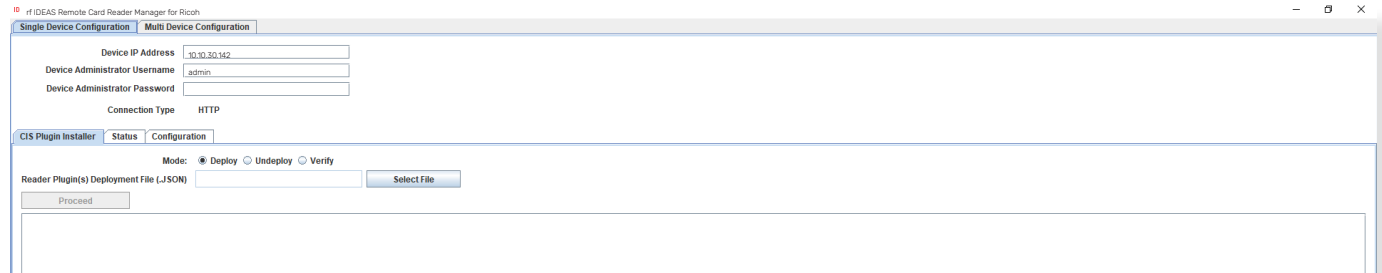 ID rf IDEAS Remote Card Reader Manager for Ricoh
Single Device Configuration Multi Device Configuration
Device IP Address 10.10.30.142
Device Administrator Username admin
Device Administrator Password
Connection Type HTTP
CIS Plugin Installer Status Configuration
Mode: Deploy Undeploy Verify
Reader Plugin(s) Deployment File (.JSON) Select File
Proceed